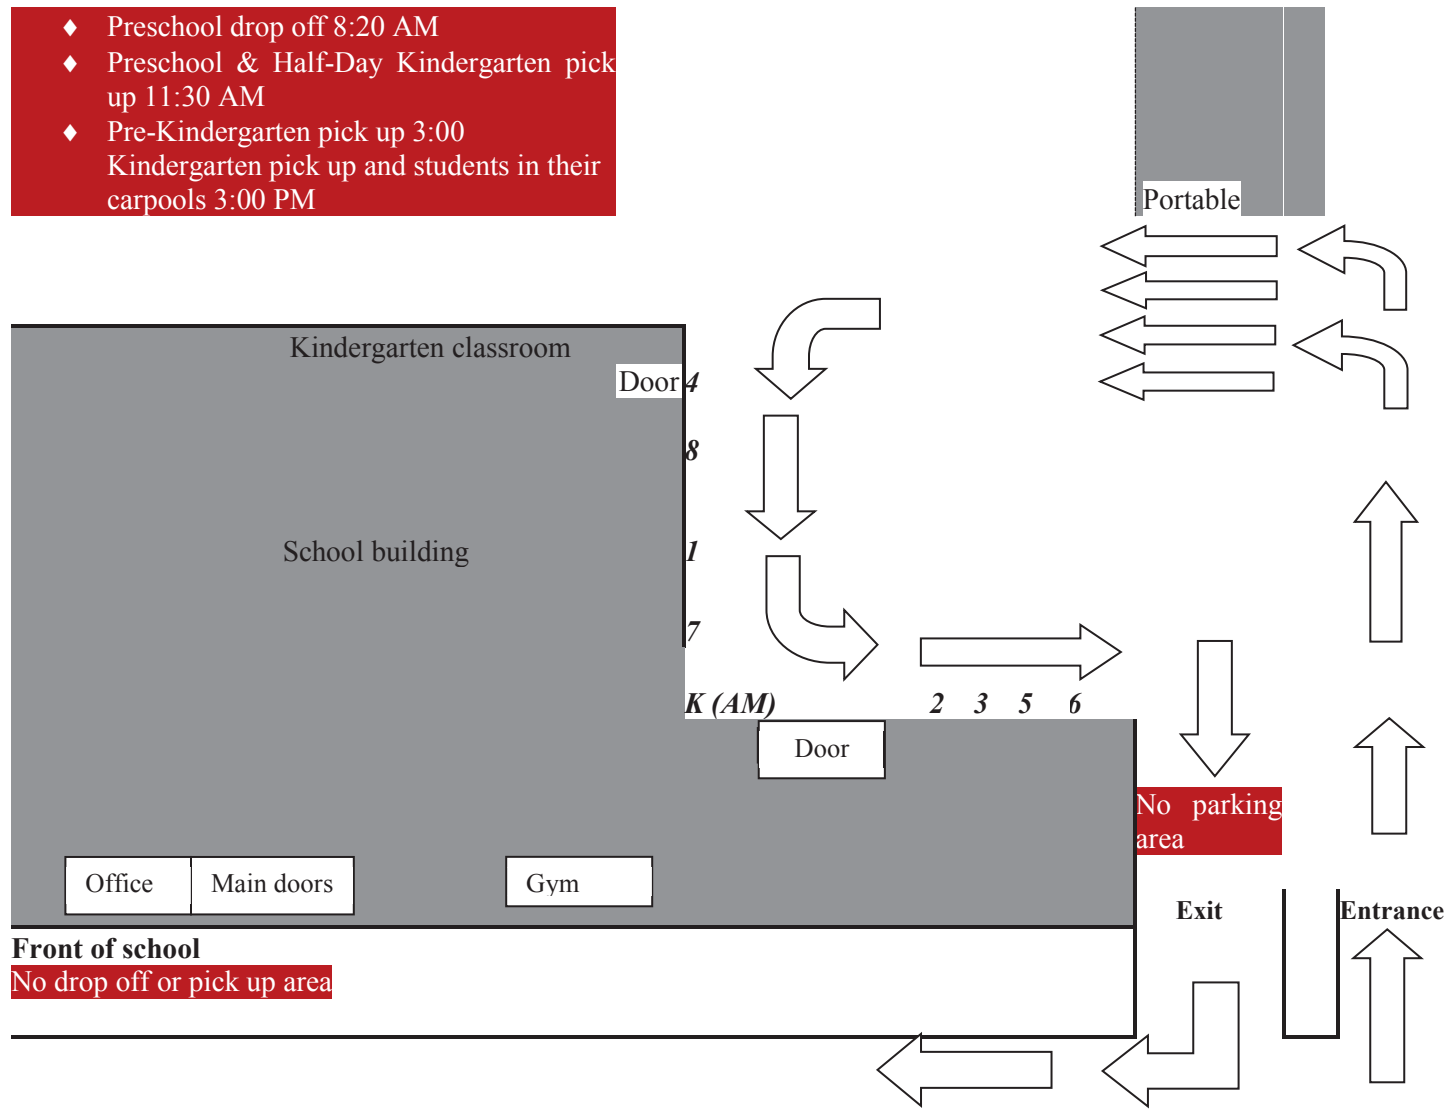 ♦ Preschool drop off 8:20 AM
♦ Preschool & Half-Day Kindergarten pick
up 11:30 AM
♦ Pre-Kindergarten pick up 3:00
Kindergarten pick up and students in their
carpools 3:00 PM
Portable
Kindergarten classroom
Door 4
8
School building
1
7
K (AM)
2 3 5 6
Door
No parking
area
Office
Main doors
Gym
Exit
Entrance
Front of school
No drop off or pick up area